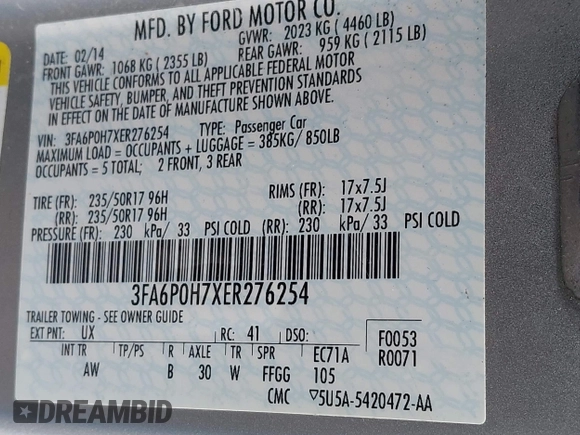 MFD. BY FORD MOTOR CO.
DATE: 02/14
GVWR: 2023 KG ( 4460 LB)
FRONT GAWR: 1068 KG ( 2355 LB)
REAR GAWR: 959 KG ( 2115 LB)
THIS VEHICLE CONFORMS TO ALL APPLICABLE FEDERAL MOTOR
VEHICLE SAFETY, BUMPER, AND THEFT PREVENTION STANDARDS
IN EFFECT ON THE DATE OF MANUFACTURE SHOWN ABOVE.
VIN: 3FA6P0H7XER276254 TYPE: Passenger Car
MAXIMUM LOAD = OCCUPANTS + LUGGAGE = 385KG/ 850LB
OCCUPANTS = 5 TOTAL: 2 FRONT, 3 REAR
TIRE (FR): 235/50R17 96H RIMS (FR): 17x7.5J
(RR): 235/50R17 96H (RR): 17x7.5J
PRESSURE (FR): 230 kPa/ 33 PSI COLD (RR): 230 kPa/ 33 PSI COLD
3FA6P0H7XER276254
TRAILER TOWING - SEE OWNER GUIDE
EXT PNT: UX RC: 41 DSO: F0053
R0071
INT TR TP/PS R AXLE TR SPR EC71A
AW B 30 W FFGG 105
CMC ▽5U5A-5420472-AA
DREAMBID